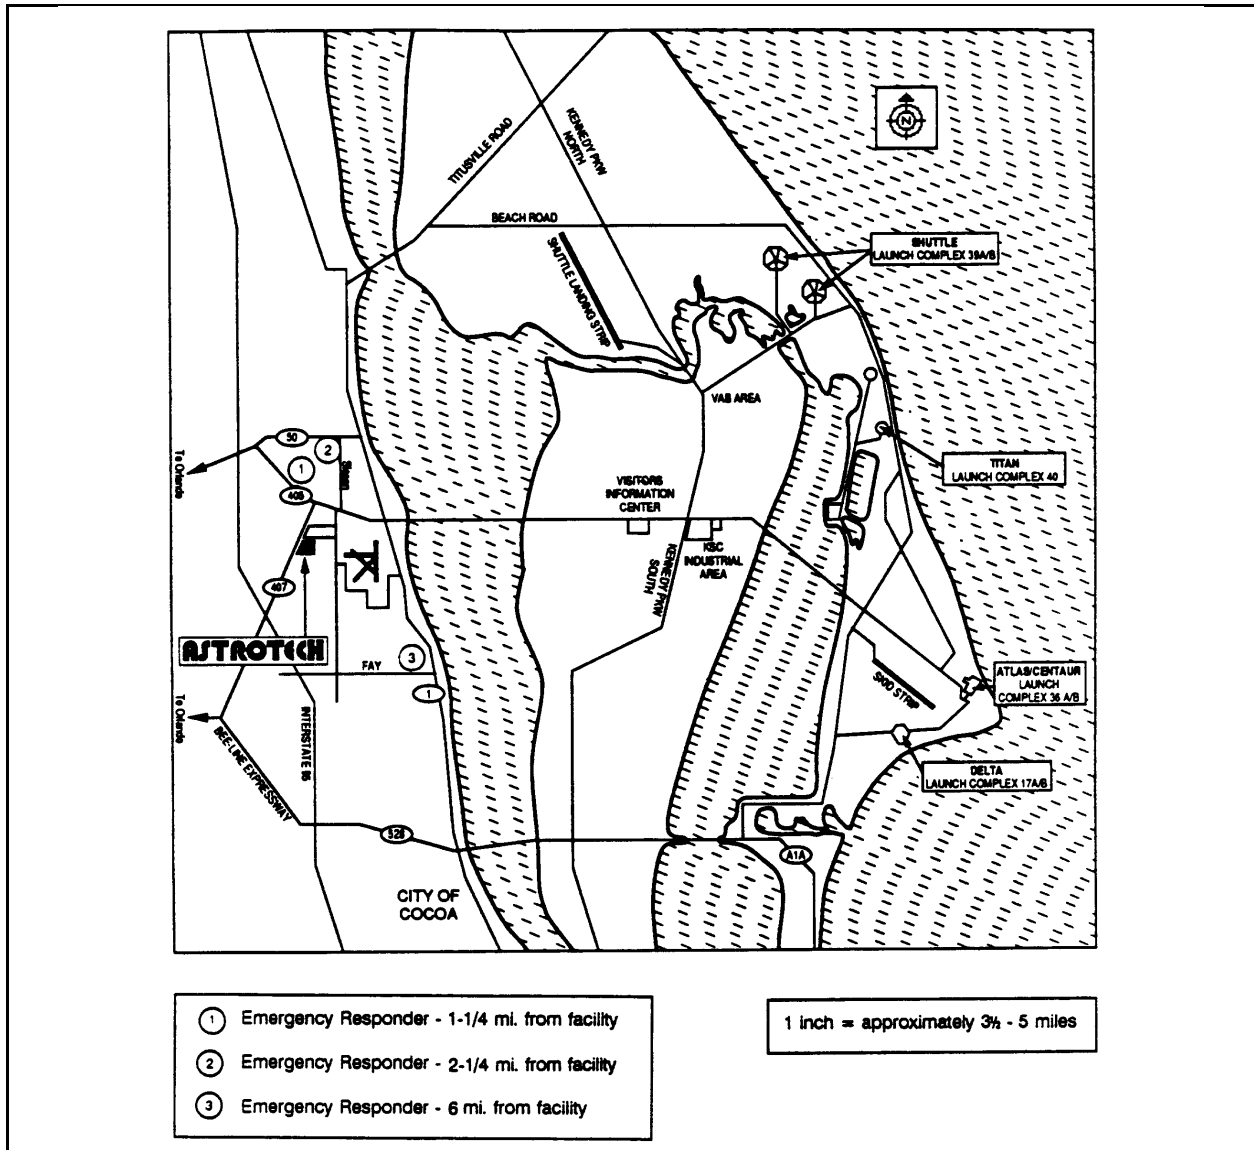 N
TITUSVILLE ROAD
KENNEDY PKW
NORTH
BEACH ROAD
SHUTTLE LANDING STRIP
SHUTTLE
LAUNCH COMPLEX 39A/B
VAB AREA
50
2
1
To Orlando
405
TITAN
LAUNCH COMPLEX 40
VISITORS
INFORMATION
CENTER
KSC
INDUSTRIAL
AREA
KENNEDY PKW
SOUTH
407
ASTROTECH
FAY
3
1
SKID STRIP
ATLAS/CENTAUR
LAUNCH
COMPLEX 36 A/B
To Orlando
BEE-LINE EXPRESSWAY
INTERSTATE 95
DELTA
LAUNCH COMPLEX 17A/B
528
A1A
CITY OF
COCOA
1 Emergency Responder - 1-1/4 mi. from facility
2 Emergency Responder - 2-1/4 mi. from facility
3 Emergency Responder - 6 mi. from facility
1 inch = approximately 3½ - 5 miles